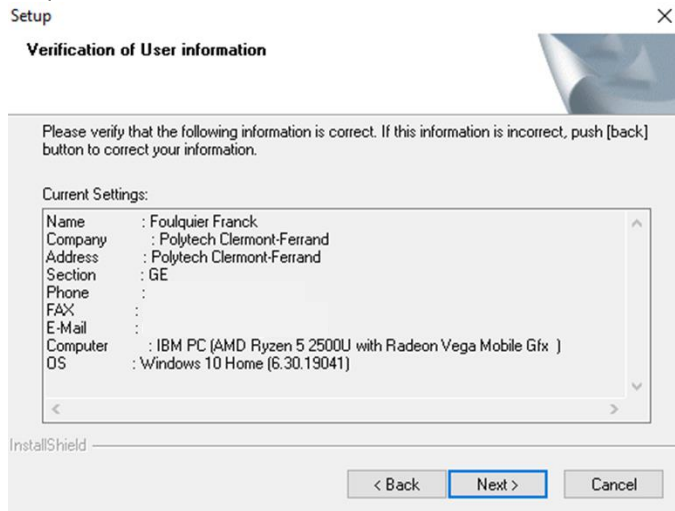 Setup
Verification of User information
Please verify that the following information is correct. If this information is incorrect, push [back]
button to correct your information.
Current Settings:
Name : Foulquier Franck
Company : Polytech Clermont-Ferrand
Address : Polytech Clermont-Ferrand
Section : GE
Phone :
FAX :
E-Mail :
Computer : IBM PC (AMD Ryzen 5 2500U with Radeon Vega Mobile Gfx )
OS : Windows 10 Home (6.30.19041)
InstallShield
< Back Next > Cancel